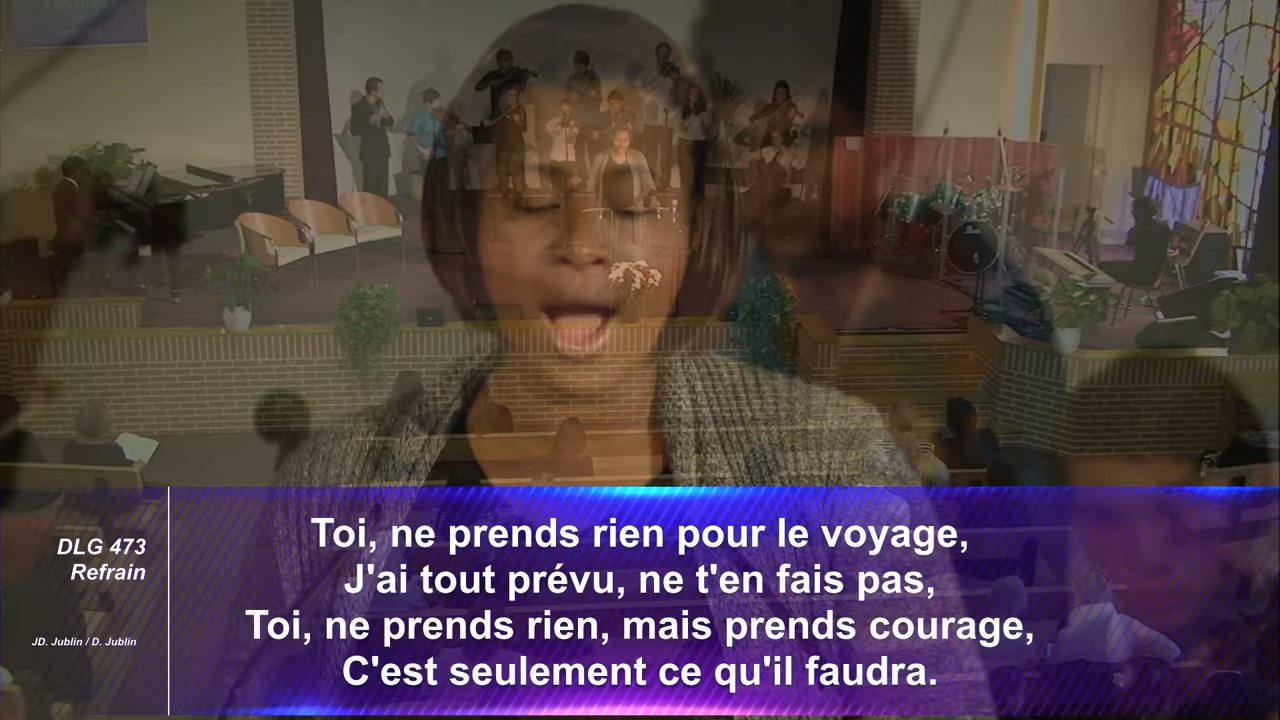 DLG 473
Refrain
JD. Jublin / D. Jublin
Toi, ne prends rien pour le voyage,
J'ai tout prévu, ne t'en fais pas,
Toi, ne prends rien, mais prends courage,
C'est seulement ce qu'il faudra.